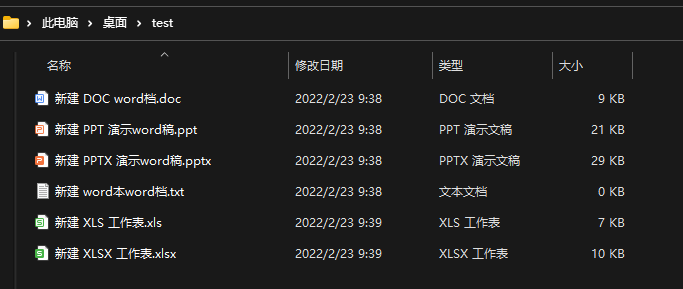 此电脑 › 桌面 › test
名称 修改日期 类型 大小
新建 DOC word档.doc 2022/2/23 9:38 DOC 文档 9 KB
新建 PPT 演示word稿.ppt 2022/2/23 9:38 PPT 演示文稿 21 KB
新建 PPTX 演示word稿.pptx 2022/2/23 9:38 PPTX 演示文稿 29 KB
新建 word本word档.txt 2022/2/23 9:38 文本文档 0 KB
新建 XLS 工作表.xls 2022/2/23 9:39 XLS 工作表 7 KB
新建 XLSX 工作表.xlsx 2022/2/23 9:39 XLSX 工作表 10 KB